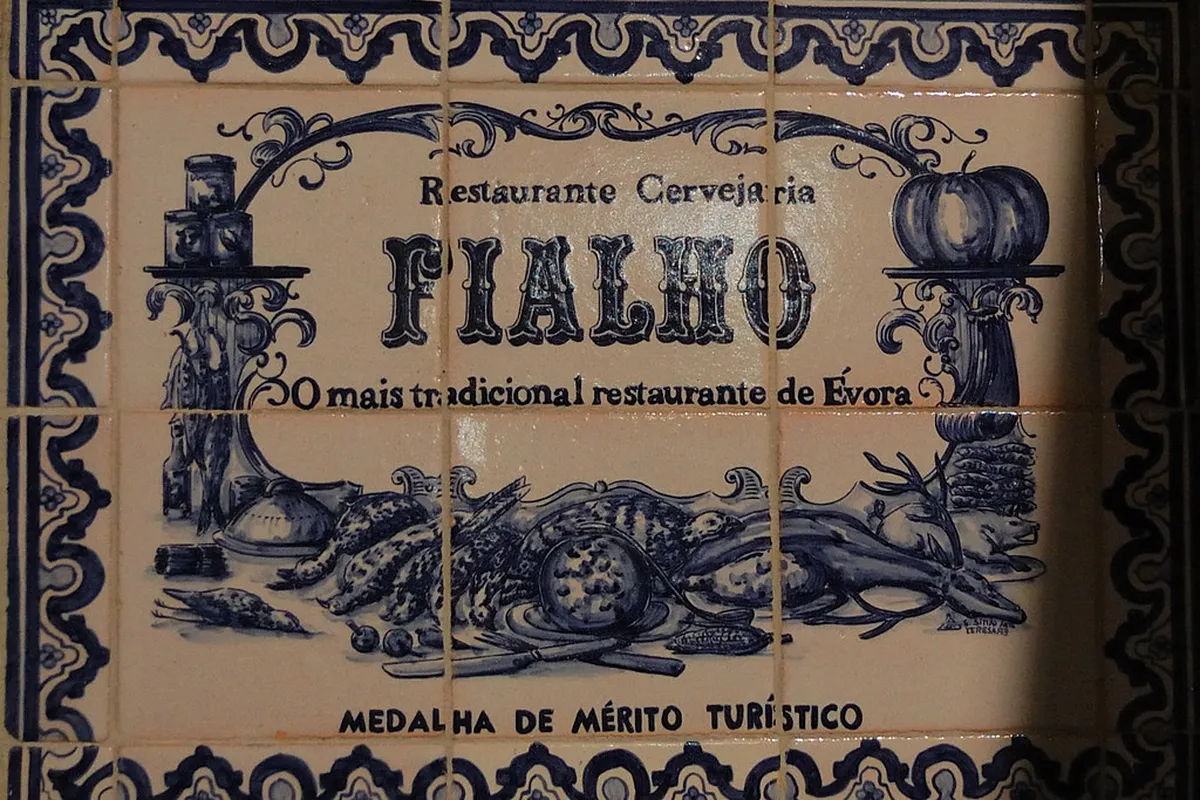 Restaurante Cervejaria
FIALHO
O mais tradicional restaurante de Évora
MEDALHA DE MÉRITO TURÍSTICO